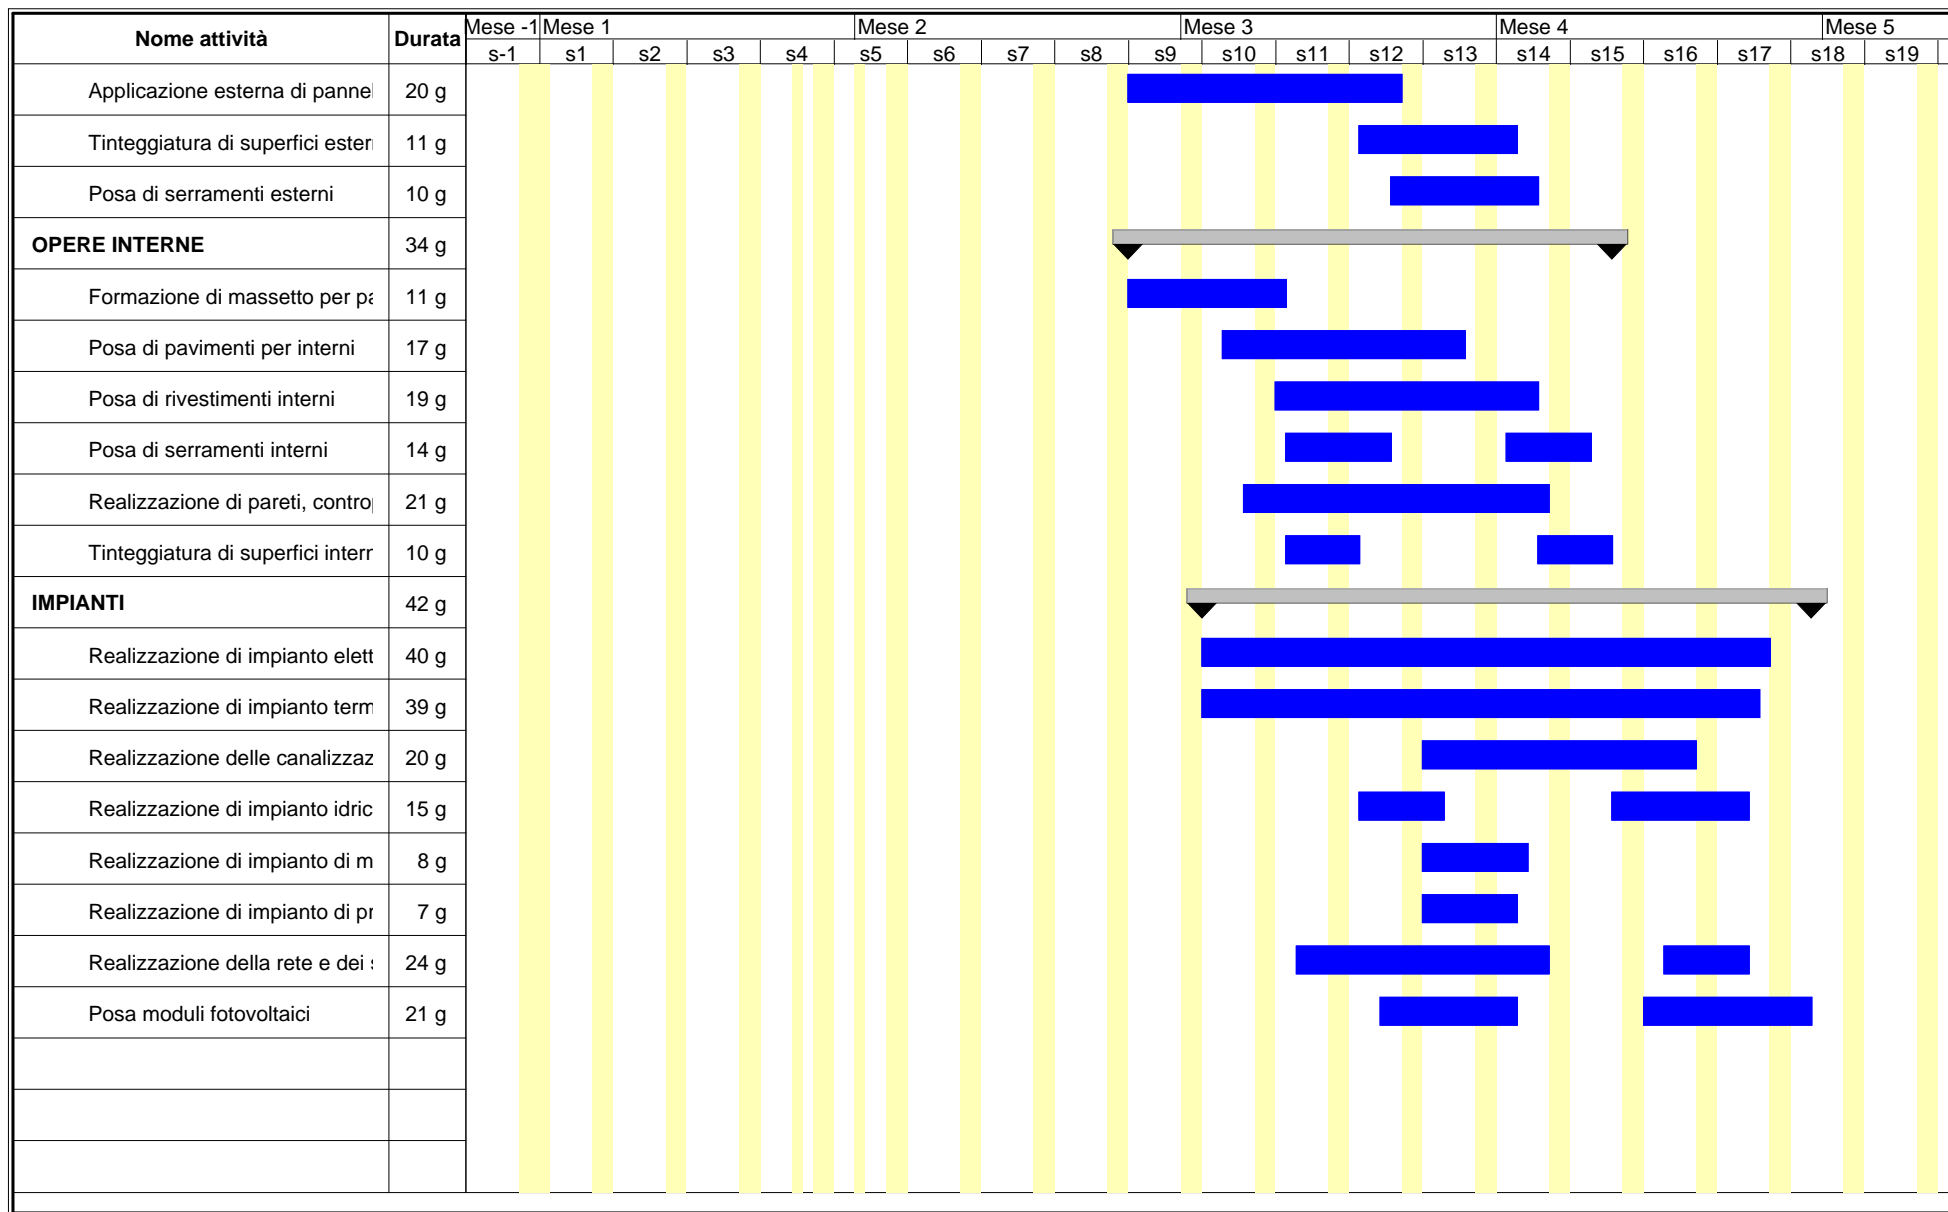 Nome attività Durata Mese -1 Mese 1 Mese 2 Mese 3 Mese 4 Mese 5
s-1 s1 s2 s3 s4 s5 s6 s7 s8 s9 s10 s11 s12 s13 s14 s15 s16 s17 s18 s19
Applicazione esterna di pannel 20 g
Tinteggiatura di superfici ester 11 g
Posa di serramenti esterni 10 g
OPERE INTERNE 34 g
Formazione di massetto per pa 11 g
Posa di pavimenti per interni 17 g
Posa di rivestimenti interni 19 g
Posa di serramenti interni 14 g
Realizzazione di pareti, contro 21 g
Tinteggiatura di superfici interr 10 g
IMPIANTI 42 g
Realizzazione di impianto elett 40 g
Realizzazione di impianto term 39 g
Realizzazione delle canalizzaz 20 g
Realizzazione di impianto idric 15 g
Realizzazione di impianto di m 8 g
Realizzazione di impianto di pr 7 g
Realizzazione della rete e dei 24 g
Posa moduli fotovoltaici 21 g